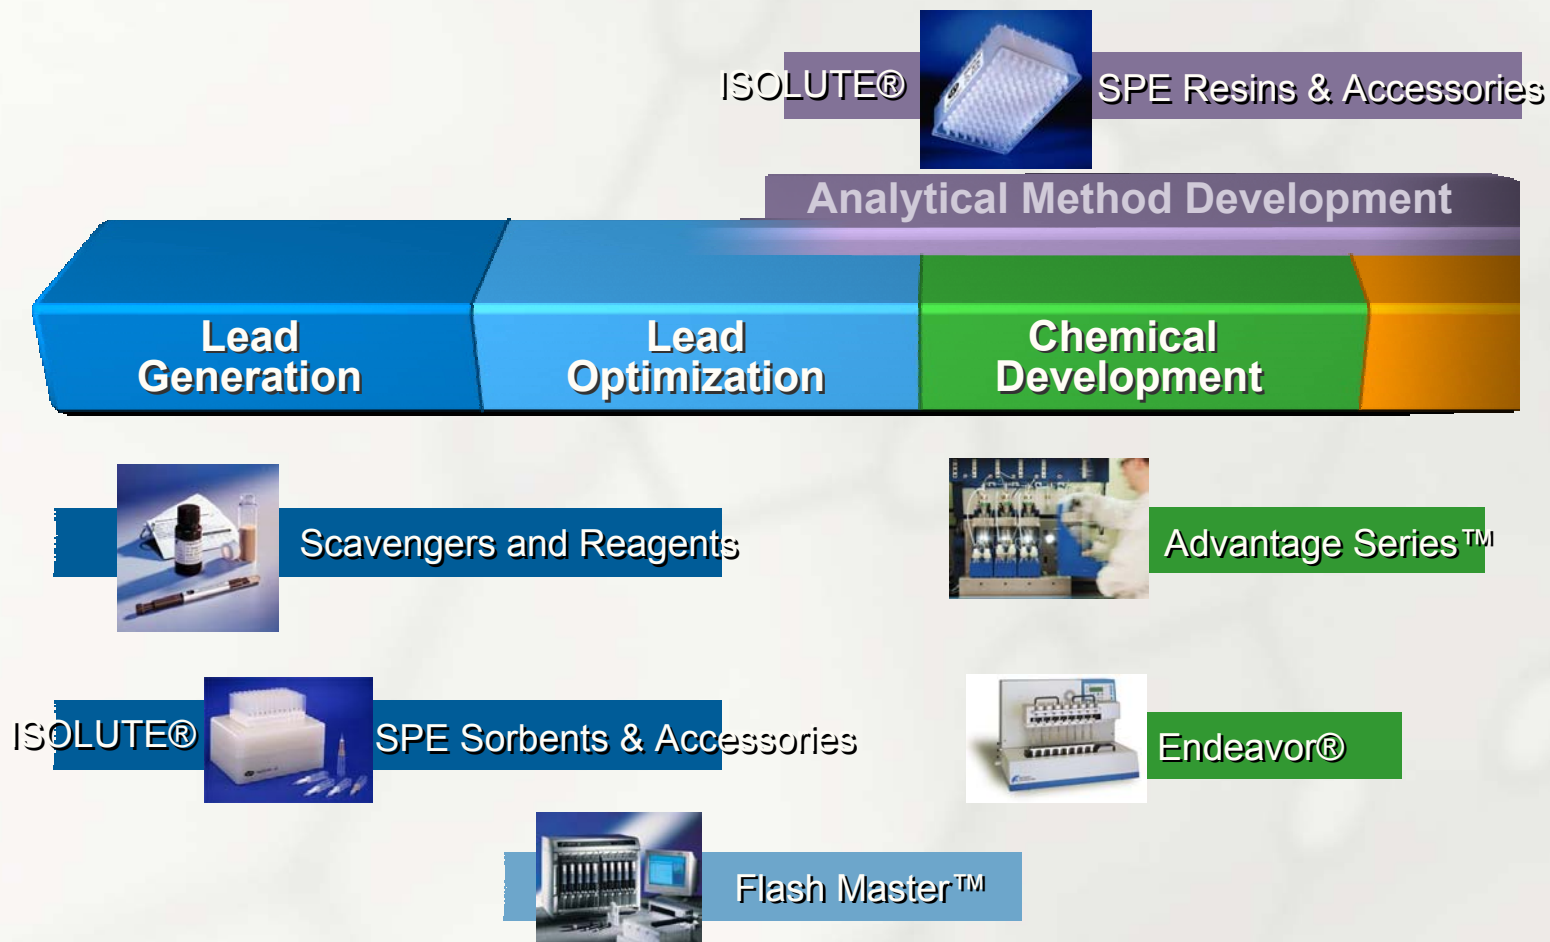 ISOLUTE® SPE Resins & Accessories
Analytical Method Development
Lead
Generation
Lead
Optimization
Chemical
Development
Scavengers and Reagents
Advantage Series™
ISOLUTE® SPE Sorbents & Accessories
Endeavor®
Flash Master™